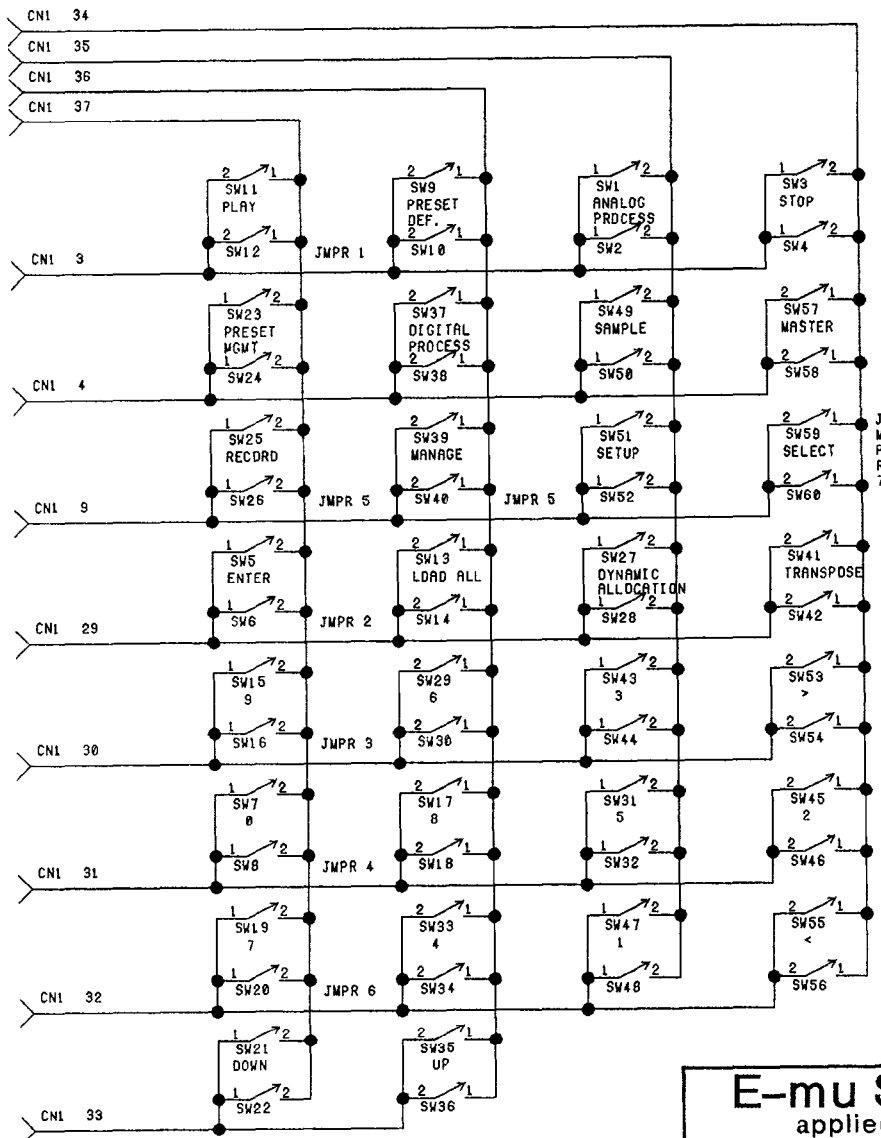 CN1 34
CN1 35
CN1 36
CN1 37
2 1 2 1 1 2 1 2
SW11 SW9 SW1 SW3
PLAY PRESET ANALOG STOP
DEF. PROCESS
2 1 2 1 1 2 2 1
CN1 3 SW12 JMPR 1 SW10 SW2 SW4
1 2 2 1 1 2 2 1
SW23 SW37 SW49 SW57
PRESET DIGITAL SAMPLE MASTER
MGMT PROCESS
1 2 2 1 1 2 2 1
CN1 4 SW24 SW38 SW50 SW58
1 2 2 1 1 2 2 1
SW25 SW39 SW51 SW59
RECORD MANAGE SETUP SELECT
1 2 2 1 1 2 2 1
CN1 9 SW26 JMPR 5 SW40 JMPR 5 SW52 SW60
J
M
P
R
7
1 2 2 1 1 2 2 1
SW5 SW13 SW27 SW41
ENTER LOAD ALL DYNAMIC TRANSPOSE
ALLOCATION
1 2 2 1 1 2 2 1
CN1 29 SW6 JMPR 2 SW14 SW28 SW42
1 2 2 1 1 2 2 1
SW15 SW29 SW43 SW53
9 6 3 >
1 2 2 1 1 2 2 1
CN1 30 SW16 JMPR 3 SW30 SW44 SW54
1 2 2 1 1 2 2 1
SW7 SW17 SW31 SW45
0 8 5 2
1 2 2 1 1 2 2 1
CN1 31 SW8 JMPR 4 SW18 SW32 SW46
1 2 2 1 1 2 2 1
SW19 SW33 SW47 SW55
7 4 1 <
1 2 2 1 1 2 2 1
CN1 32 SW20 JMPR 6 SW34 SW48 SW56
1 2 2 1
SW21 SW35
DOWN UP
1 2 2 1
CN1 33 SW22 SW36
E-mu S
applie